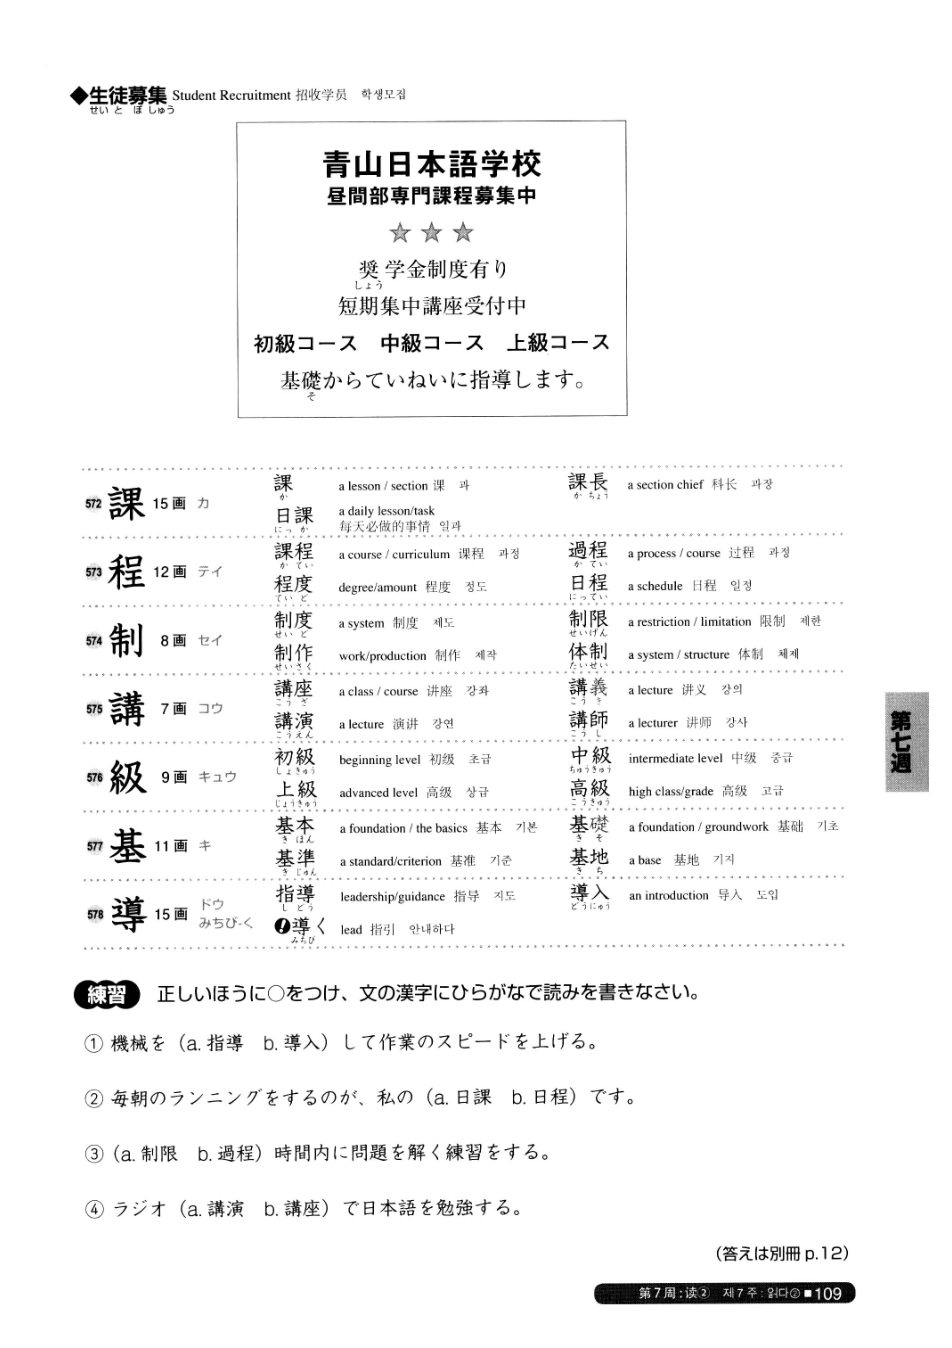 ◆生徒募集 Student Recruitment 招收学员 학생모집
せい と ぼ しゅう
青山日本語学校
昼間部専門課程募集中
☆ ☆ ☆
奨学金制度有り
しょう
短期集中講座受付中
初級コース 中級コース 上級コース
基礎からていねいに指導します。
そ
572 課 15画 カ
課 a lesson / section 课 과
か
日課 a daily lesson/task
每天必做的事情 일과
にっ か
課長 a section chief 科长 과장
か ちょう
573 程 12画 テイ
課程 a course / curriculum 课程 과정
か てい
程度 degree/amount 程度 정도
てい ど
過程 a process / course 过程 과정
か てい
日程 a schedule 日程 일정
にっ てい
574 制 8画 セイ
制度 a system 制度 제도
せい ど
制作 work/production 制作 제작
せい さく
制限 a restriction / limitation 限制 제한
せい げん
体制 a system / structure 体制 체제
たい せい
575 講 7画 コウ
講座 a class / course 讲座 강좌
こう ざ
講演 a lecture 演讲 강연
こう えん
講義 a lecture 讲义 강의
こう ぎ
講師 a lecturer 讲师 강사
こう し
576 級 9画 キュウ
初級 beginning level 初级 초급
しょきゅう
上級 advanced level 高级 상급
じょうきゅう
中級 intermediate level 中级 중급
ちゅうきゅう
高級 high class/grade 高级 고급
こうきゅう
577 基 11画 キ
基本 a foundation / the basics 基本 기본
き ほん
基準 a standard/criterion 基准 기준
き じゅん
基礎 a foundation / groundwork 基础 기초
き そ
基地 a base 基地 기지
き ち
578 導 15画 ドウ
みちび-く
指導 leadership/guidance 指导 지도
し どう
❗導く lead 指引 안내하다
みちび
導入 an introduction 导入 도입
どうにゅう
第七週
練習 正しいほうに○をつけ、文の漢字にひらがなで読みを書きなさい。
① 機械を（a. 指導 b. 導入）して作業のスピードを上げる。
② 毎朝のランニングをするのが、私の（a. 日課 b. 日程）です。
③（a. 制限 b. 過程）時間内に問題を解く練習をする。
④ ラジオ（a. 講演 b. 講座）で日本語を勉強する。
（答えは別冊 p.12）
第 7 周 : 读② 제 7 주 : 읽다② ■ 109